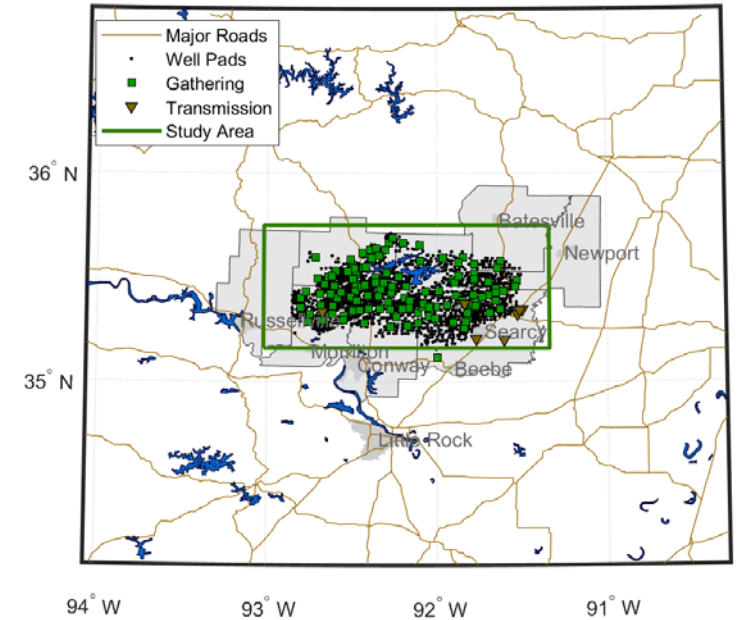 Major Roads
Well Pads
Gathering
Transmission
Study Area
36° N
Batesville
Newport
Searcy
Morrilton
Conway
Beebe
35° N
Little Rock
94° W
93° W
92° W
91° W